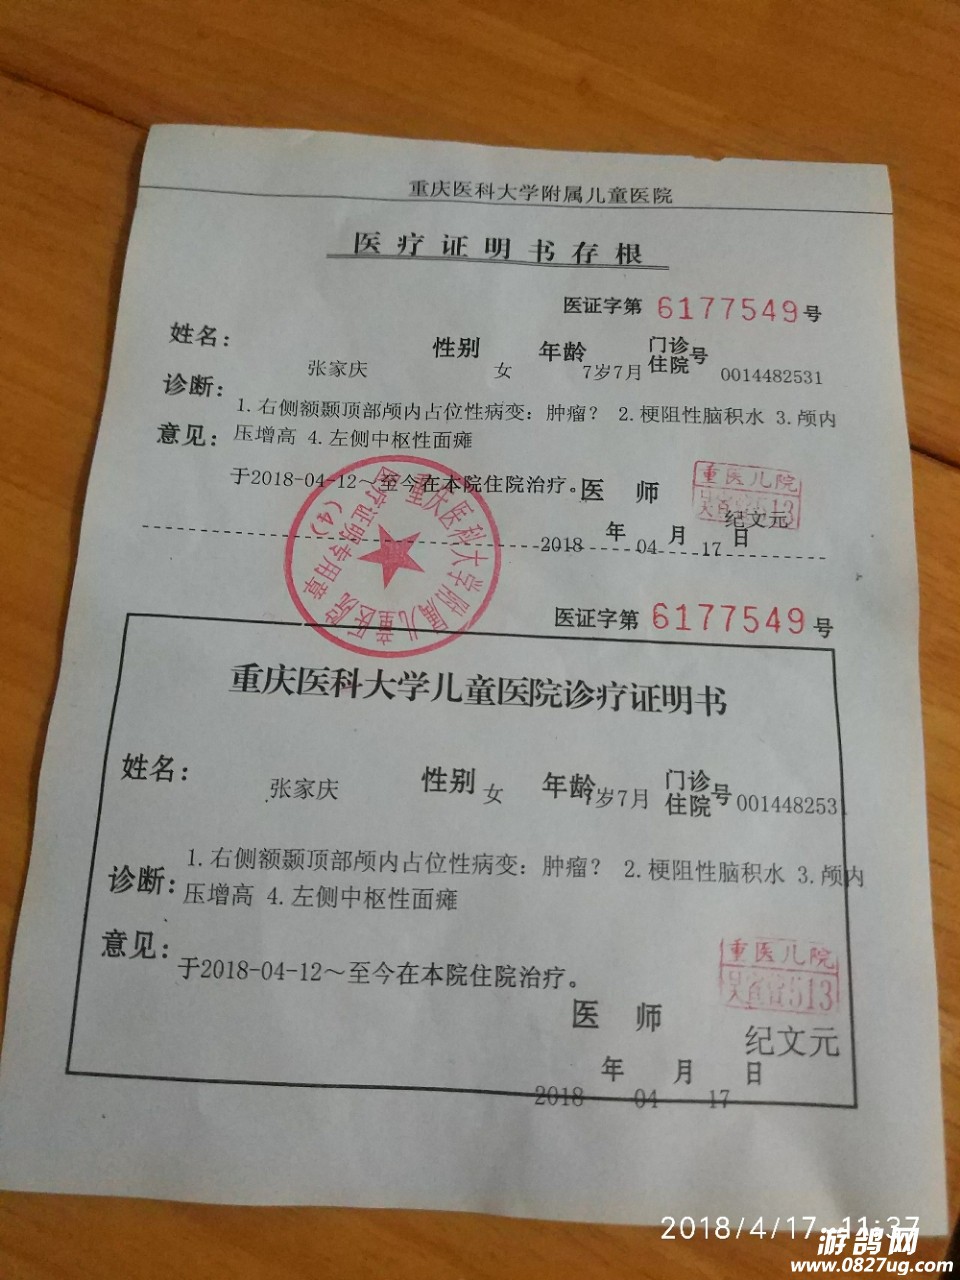 重庆医科大学附属儿童医院
医疗证明书存根
医证字第 6177549号
姓名： 张家庆 性别 女 年龄 7岁7月 门诊住院号 0014482531
诊断： 1.右侧额颞顶部颅内占位性病变：肿瘤？ 2.梗阻性脑积水 3.颅内
压增高 4.左侧中枢性面瘫
意见：
于2018-04-12～至今在本院住院治疗。
医师 纪文元
重医儿院
513
2018 年 04 月 17 日
重庆医科大学附属儿童医院
医疗证明专用章
(4)
医证字第 6177549 号
重庆医科大学儿童医院诊疗证明书
姓名： 张家庆 性别 女 年龄 7岁7月 门诊住院号 0014482531
诊断： 1.右侧额颞顶部颅内占位性病变：肿瘤？ 2.梗阻性脑积水 3.颅内
压增高 4.左侧中枢性面瘫
意见：
于2018-04-12～至今在本院住院治疗。
重医儿院
513
医师 纪文元
2018 年 04 月 17 日
2018/4/17 11:37
游鸽网
www.0827ug.com